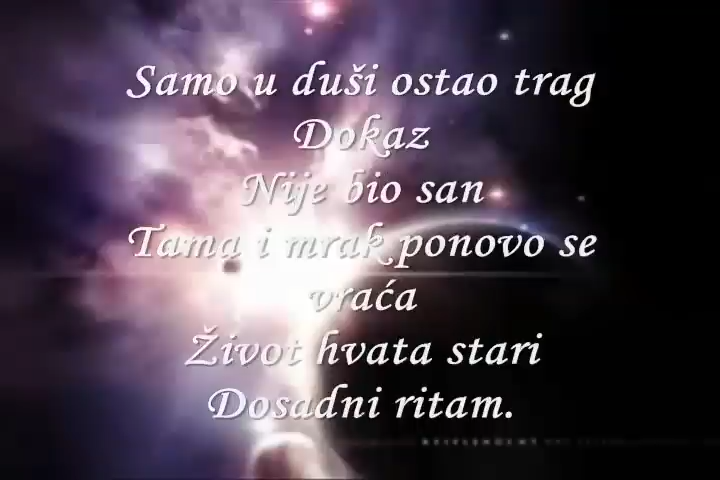 Samo u duši ostao trag
Dokaz
Nije bio san
Tama i mrak ponovo se
vraća
Život hvata stari
Dosadni ritam.